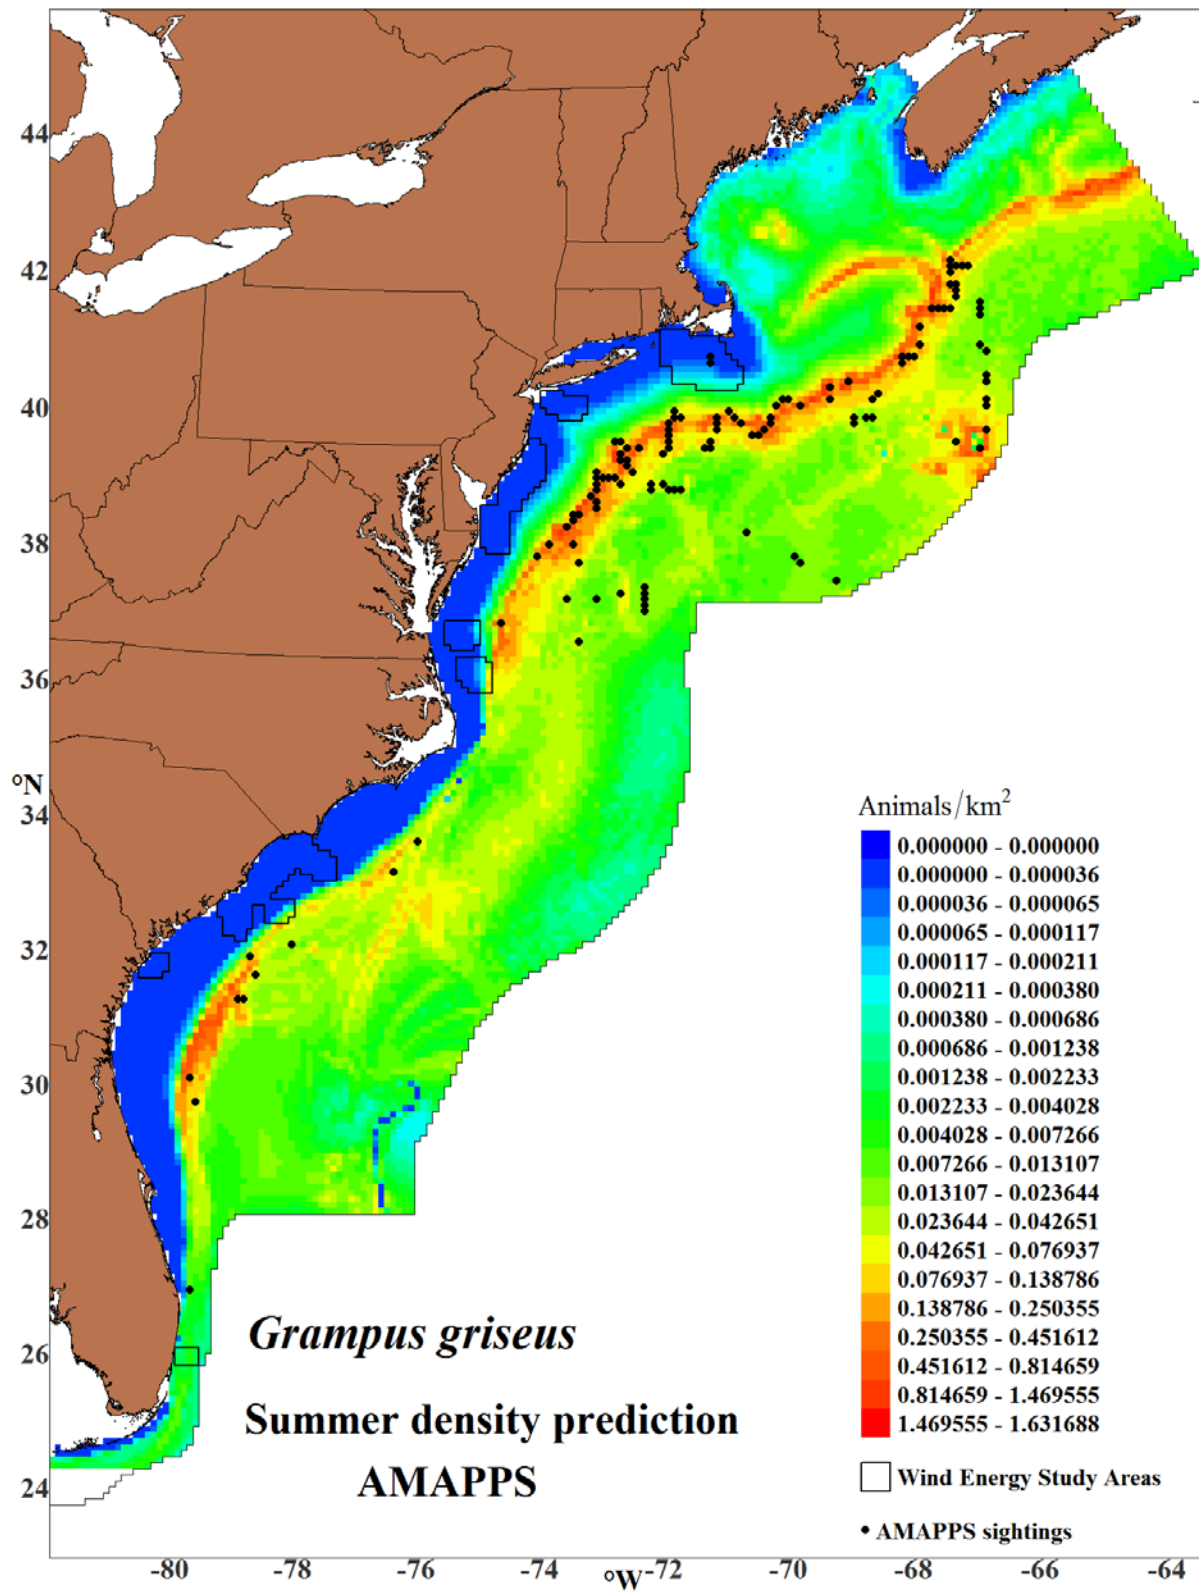 44
42
40
38
36
°N
34
32
30
28
26
24
-80
-78
-76
-74
°W
-72
-70
-68
-66
-64
Grampus griseus
Summer density prediction
AMAPPS
Animals/km²
0.000000 - 0.000000
0.000000 - 0.000036
0.000036 - 0.000065
0.000065 - 0.000117
0.000117 - 0.000211
0.000211 - 0.000380
0.000380 - 0.000686
0.000686 - 0.001238
0.001238 - 0.002233
0.002233 - 0.004028
0.004028 - 0.007266
0.007266 - 0.013107
0.013107 - 0.023644
0.023644 - 0.042651
0.042651 - 0.076937
0.076937 - 0.138786
0.138786 - 0.250355
0.250355 - 0.451612
0.451612 - 0.814659
0.814659 - 1.469555
1.469555 - 1.631688
Wind Energy Study Areas
AMAPPS sightings